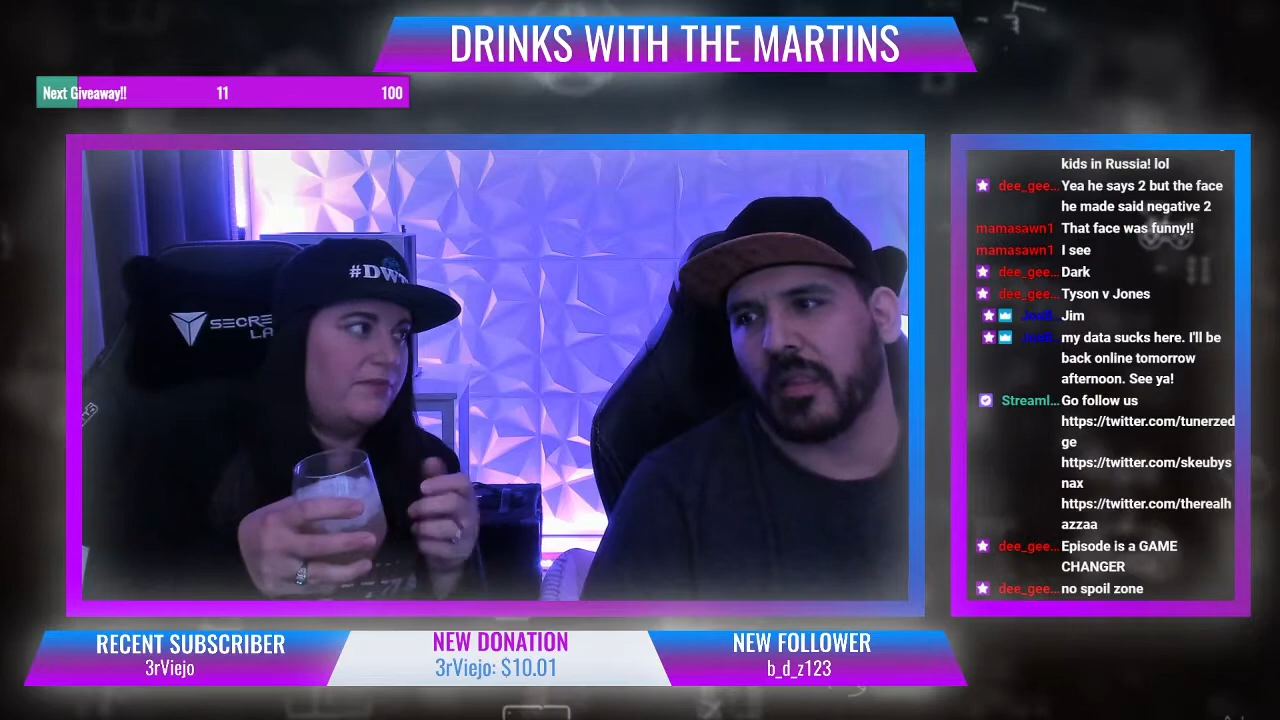 DRINKS WITH THE MARTINS
Next Giveaway!! 11 100
#DW
SECRE
LA
kids in Russia! lol
dee_gee... Yea he says 2 but the face
he made said negative 2
mamasawn1 That face was funny!!
mamasawn1 I see
dee_gee... Dark
dee_gee... Tyson v Jones
Jim
my data sucks here. I'll be
back online tomorrow
afternoon. See ya!
Streaml... Go follow us
https://twitter.com/tunerzed
ge
https://twitter.com/skeubys
nax
https://twitter.com/therealh
azzaa
dee_gee... Episode is a GAME
CHANGER
dee_gee... no spoil zone
RECENT SUBSCRIBER
3rViejo
NEW DONATION
3rViejo: $10.01
NEW FOLLOWER
b_d_z123